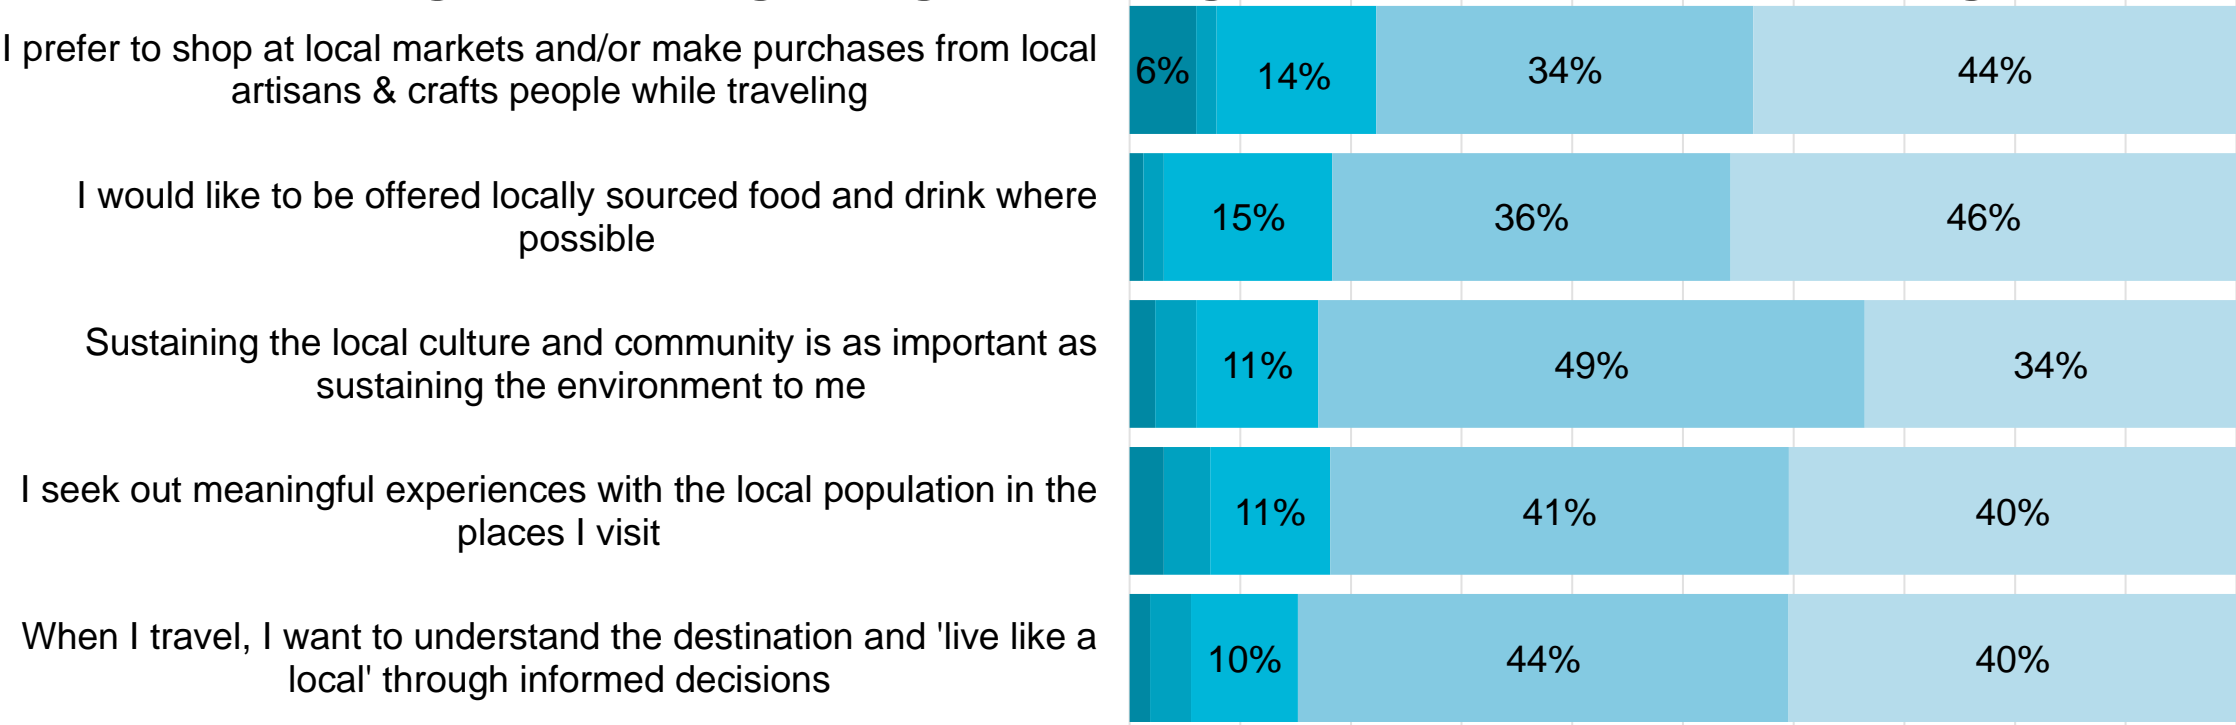 I prefer to shop at local markets and/or make purchases from local
artisans & crafts people while traveling
6% 14% 34% 44%
I would like to be offered locally sourced food and drink where
possible
15% 36% 46%
Sustaining the local culture and community is as important as
sustaining the environment to me
11% 49% 34%
I seek out meaningful experiences with the local population in the
places I visit
11% 41% 40%
When I travel, I want to understand the destination and 'live like a
local' through informed decisions
10% 44% 40%